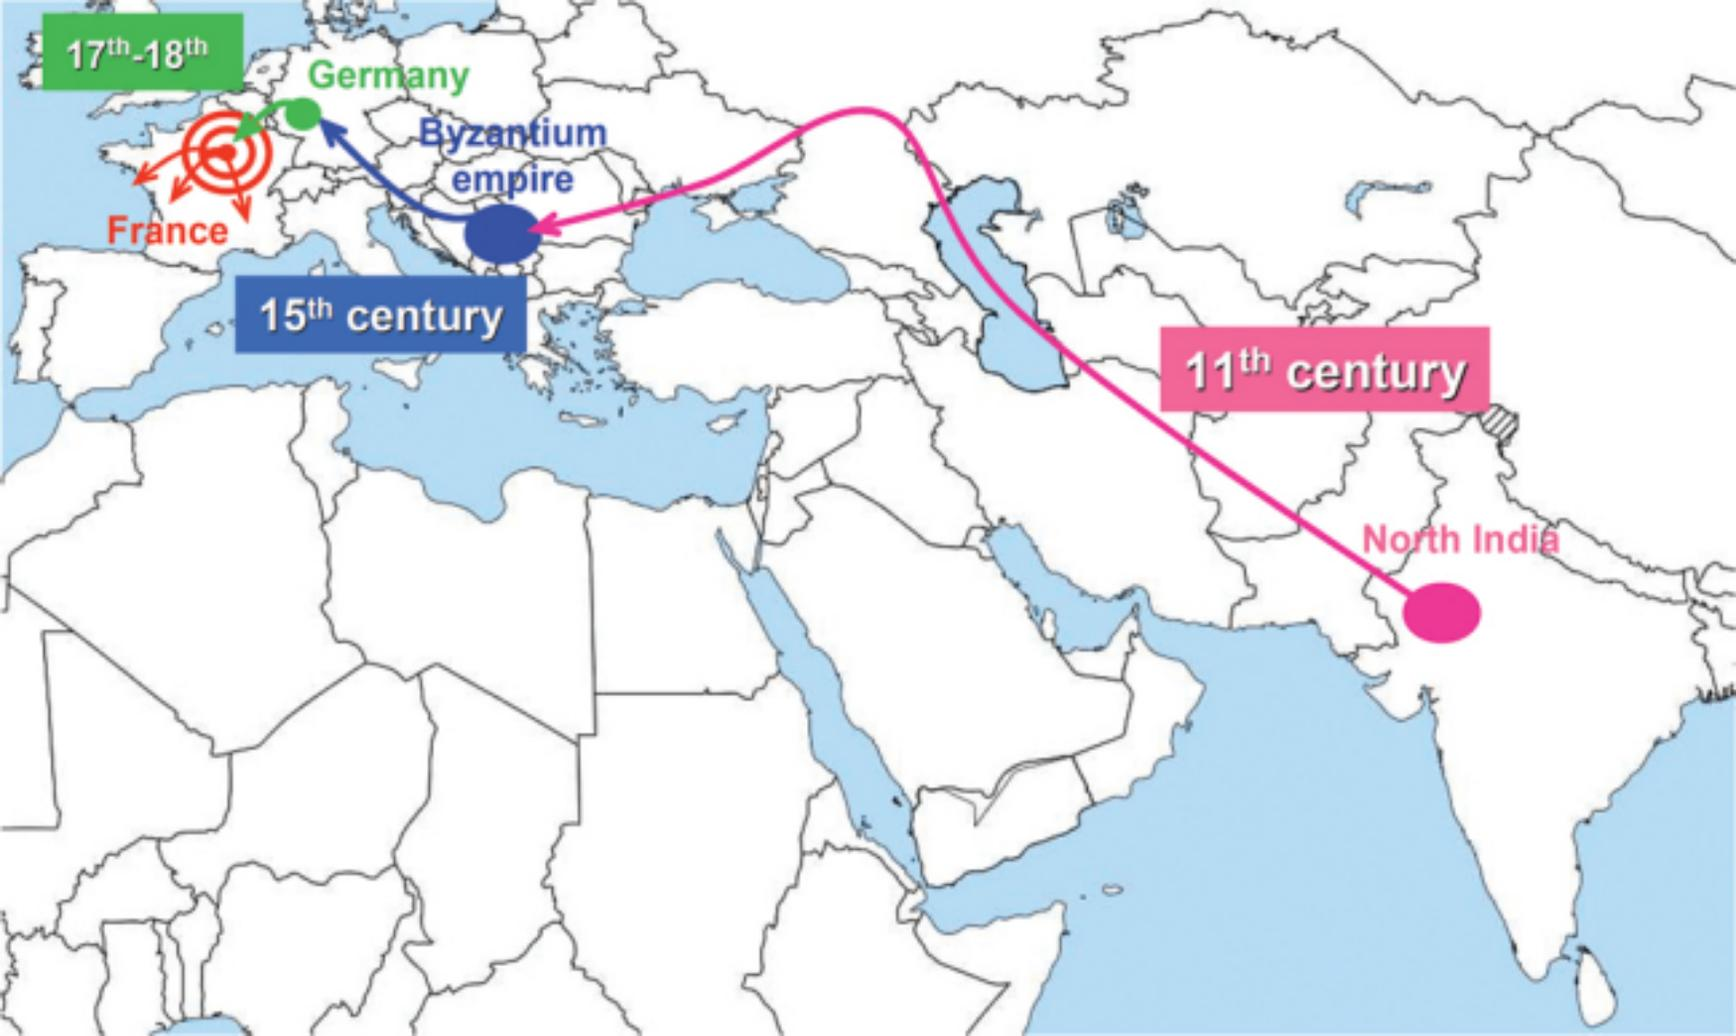 17th-18th
Germany
Byzantium
empire
France
15th century
11th century
North India